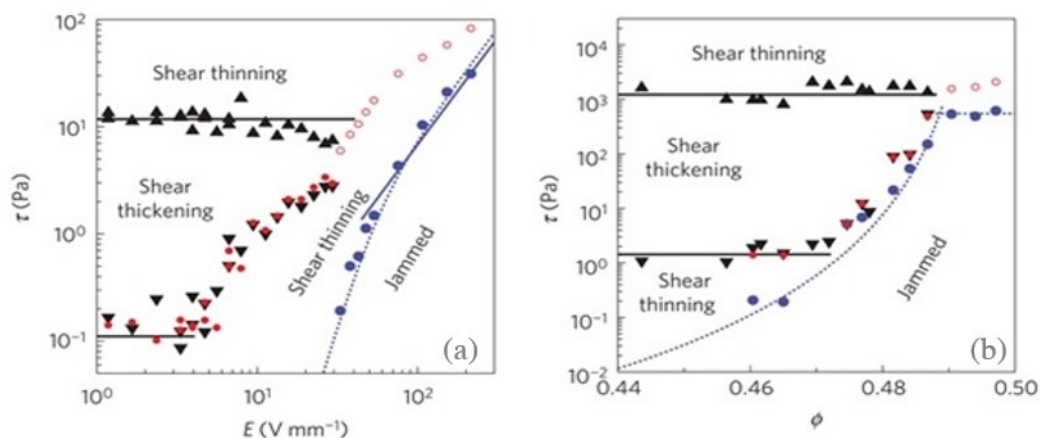 10²
Shear thinning
10¹
Shear
thickening
τ (Pa)
10⁰
Shear thinning
Jammed
10⁻¹
(a)
10⁰
10¹
10²
E (V mm⁻¹)
10⁴
Shear thinning
10³
Shear
thickening
10²
τ (Pa)
10¹
10⁰
Shear
thinning
Jammed
10⁻¹
10⁻²
(b)
0.44
0.46
0.48
0.50
ϕ